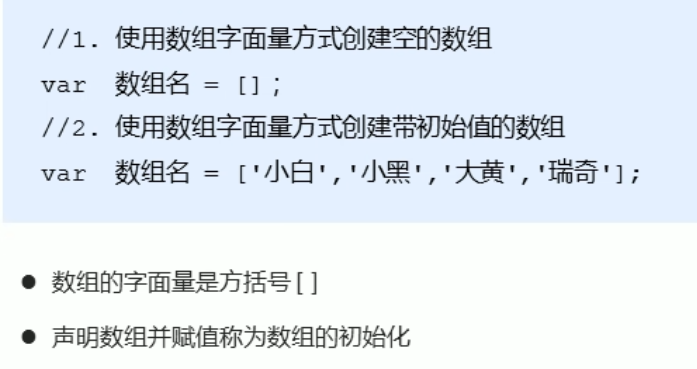 //1. 使用数组字面量方式创建空的数组
var 数组名 = [];
//2. 使用数组字面量方式创建带初始值的数组
var 数组名 = ['小白','小黑','大黄','瑞奇'];
● 数组的字面量是方括号[]
● 声明数组并赋值称为数组的初始化